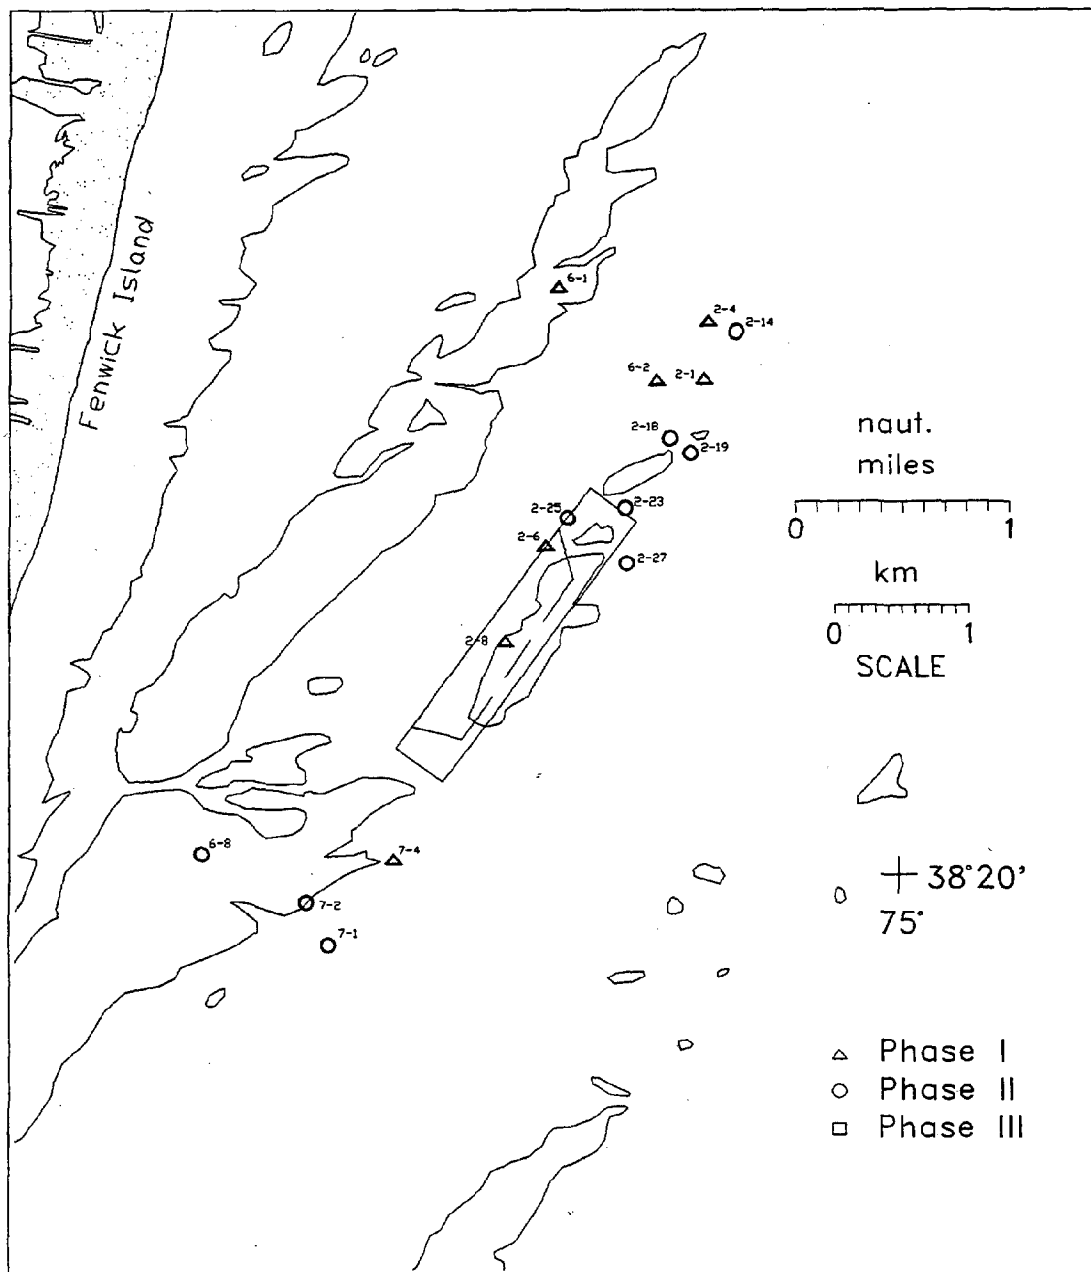 Fenwick Island
6-1
2-4
2-14
6-2
2-1
2-18
2-19
2-25
2-23
2-6
2-27
2-8
naut.
miles
0 1
km
0 1
SCALE
6-8
7-4
7-2
7-1
38°20'
75°
Phase I
Phase II
Phase III